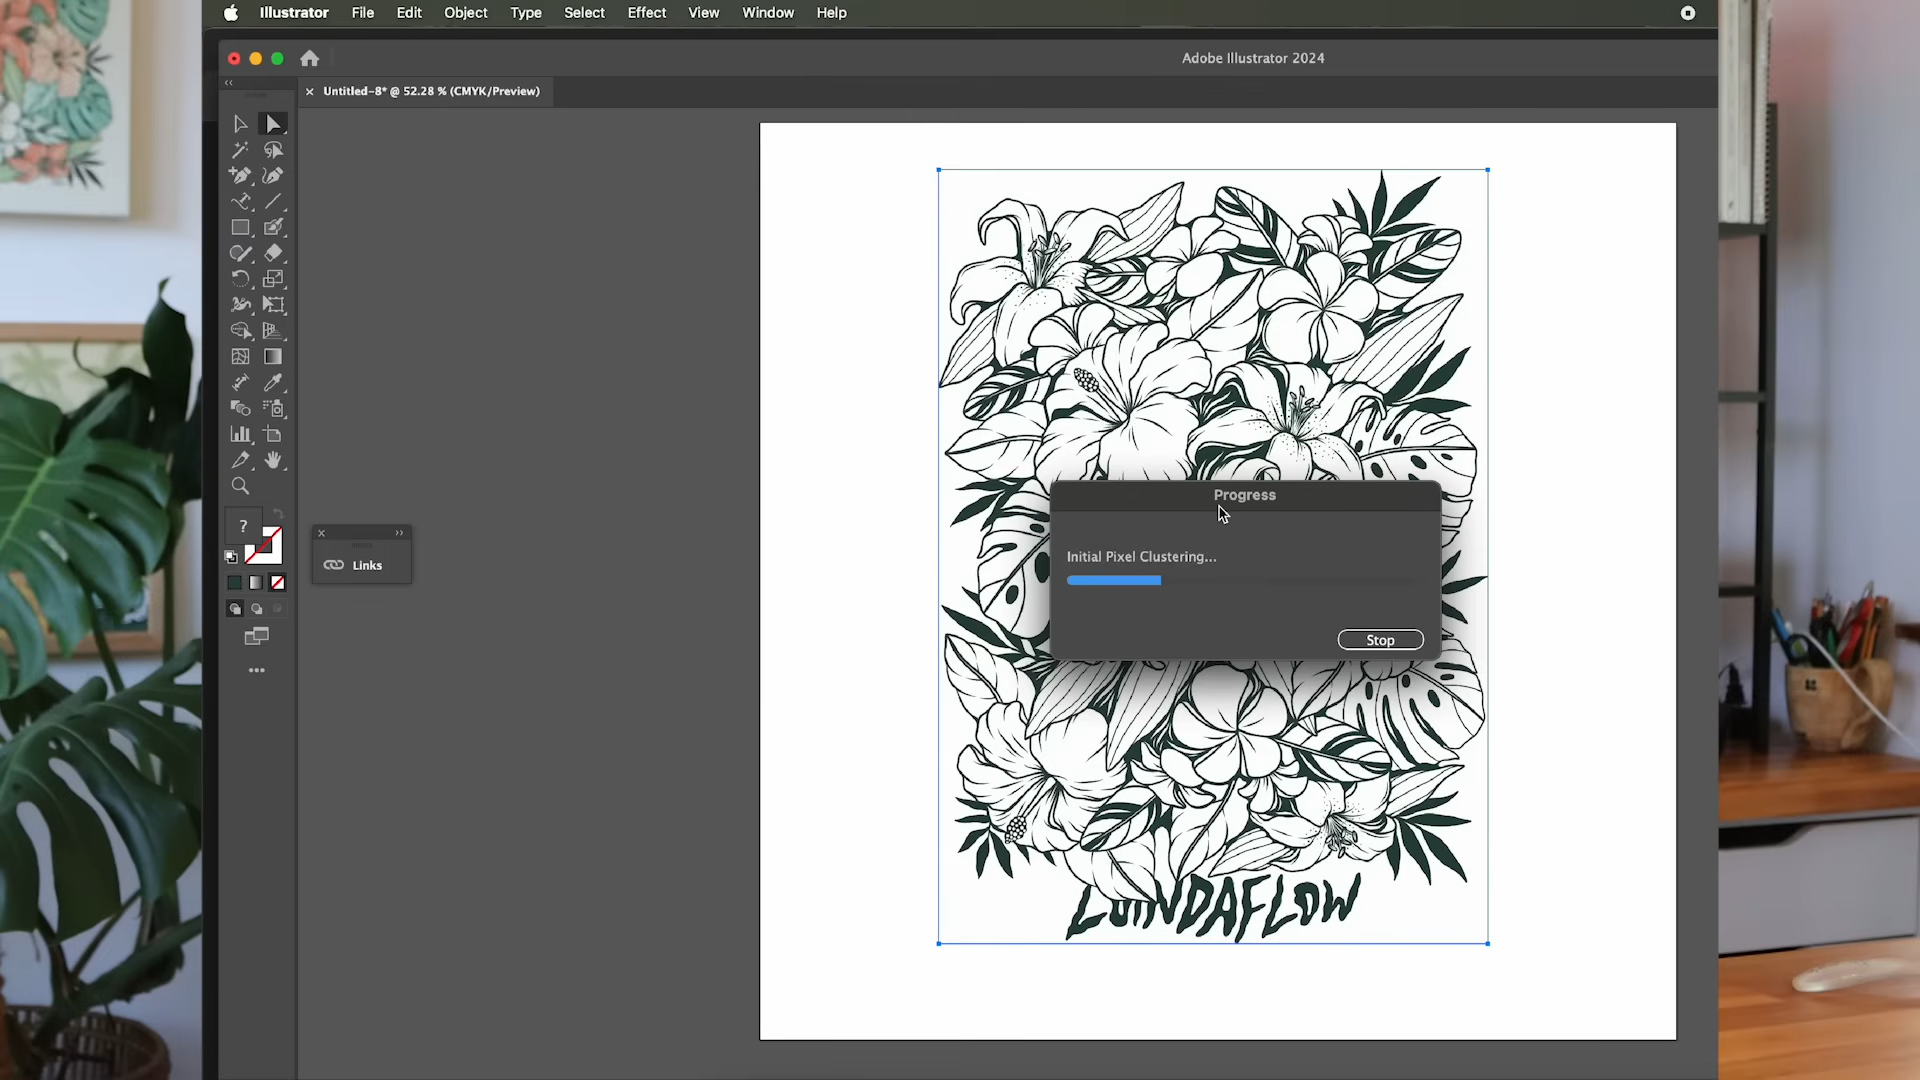 Illustrator File Edit Object Type Select Effect View Window Help
Adobe Illustrator 2024
Untitled-8* @ 52.28 % (CMYK/Preview)
Progress
Initial Pixel Clustering...
?
Links
Stop
LUINDAFLOW